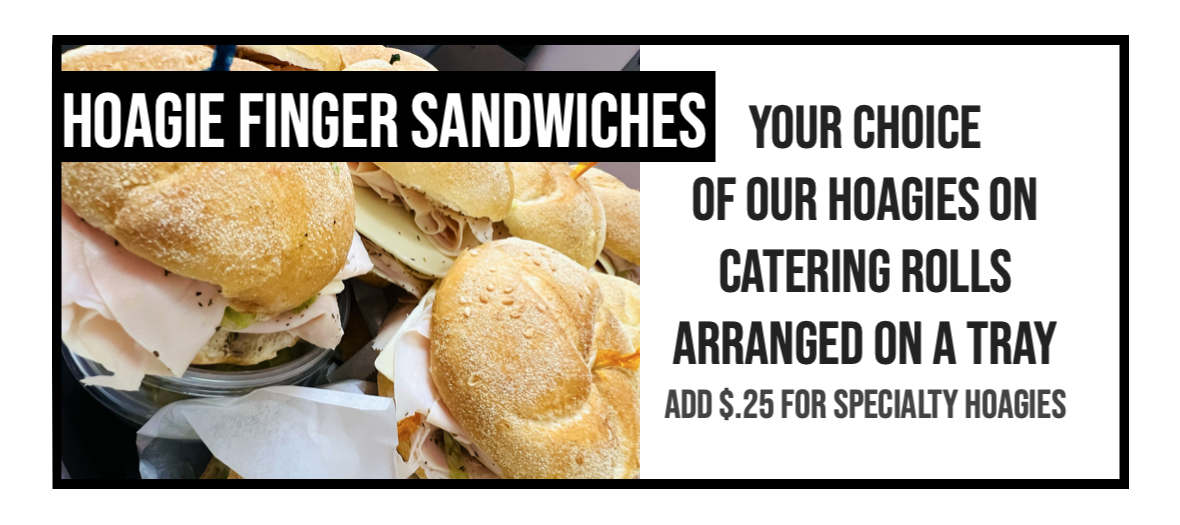 HOAGIE FINGER SANDWICHES
YOUR CHOICE
OF OUR HOAGIES ON
CATERING ROLLS
ARRANGED ON A TRAY
ADD $.25 FOR SPECIALTY HOAGIES